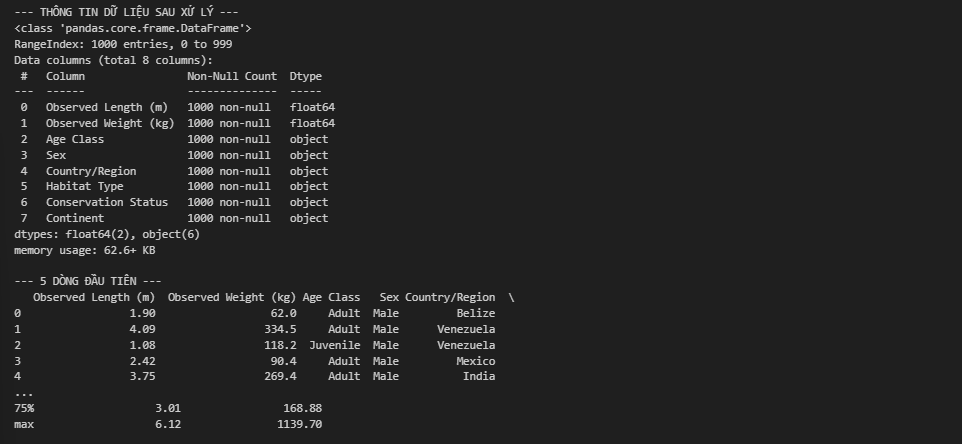 --- THÔNG TIN DỮ LIỆU SAU XỬ LÝ ---
<class 'pandas.core.frame.DataFrame'>
RangeIndex: 1000 entries, 0 to 999
Data columns (total 8 columns):
 #   Column                Non-Null Count  Dtype
---  ------                --------------  -----
 0   Observed Length (m)   1000 non-null   float64
 1   Observed Weight (kg)  1000 non-null   float64
 2   Age Class             1000 non-null   object
 3   Sex                   1000 non-null   object
 4   Country/Region        1000 non-null   object
 5   Habitat Type          1000 non-null   object
 6   Conservation Status   1000 non-null   object
 7   Continent             1000 non-null   object
dtypes: float64(2), object(6)
memory usage: 62.6+ KB

--- 5 DÒNG ĐẦU TIÊN ---
   Observed Length (m)  Observed Weight (kg) Age Class   Sex Country/Region  \
0                 1.90                  62.0     Adult  Male         Belize
1                 4.09                 334.5     Adult  Male      Venezuela
2                 1.08                 118.2  Juvenile  Male      Venezuela
3                 2.42                  90.4     Adult  Male         Mexico
4                 3.75                 269.4     Adult  Male          India
...
75%                   3.01                168.88
max                   6.12               1139.70